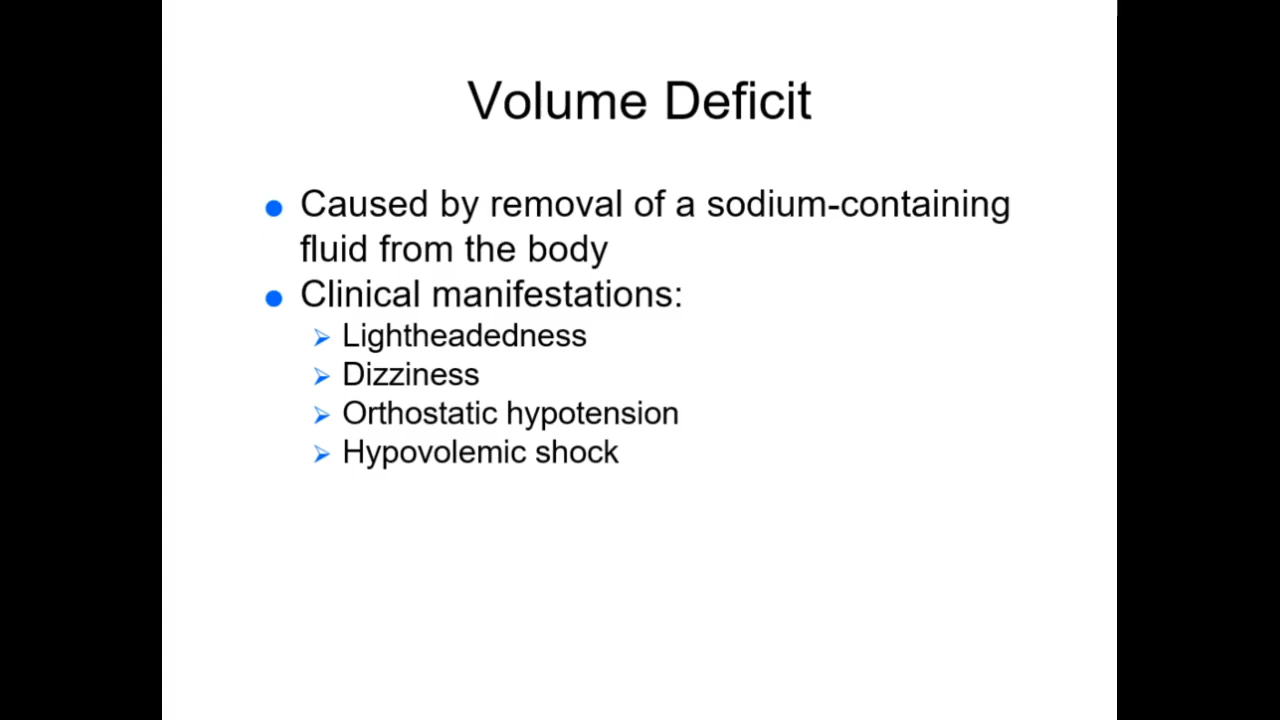 Volume Deficit
Caused by removal of a sodium-containing
fluid from the body
Clinical manifestations:
Lightheadedness
Dizziness
Orthostatic hypotension
Hypovolemic shock